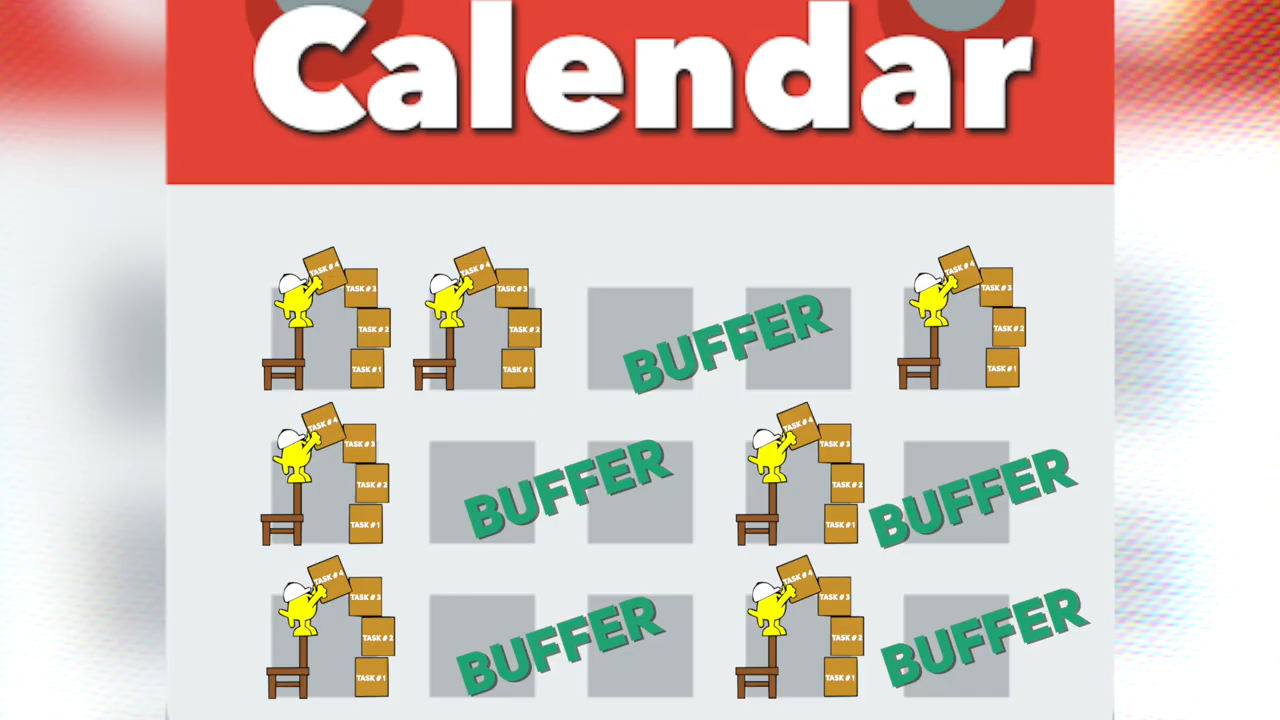 Calendar
TASK # 4
TASK # 3
TASK # 2
TASK # 1
TASK # 4
TASK # 3
TASK # 2
TASK # 1
BUFFER
TASK # 4
TASK # 3
TASK # 2
TASK # 1
TASK # 4
TASK # 3
TASK # 2
TASK # 1
BUFFER
TASK # 4
TASK # 3
TASK # 2
TASK # 1
BUFFER
TASK # 4
TASK # 3
TASK # 2
TASK # 1
BUFFER
TASK # 4
TASK # 3
TASK # 2
TASK # 1
BUFFER